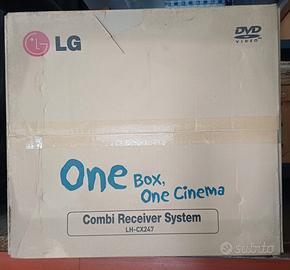 LG
DVD
VIDEO
One Box,
One Cinema
Combi Receiver System
LH-CX247
subito